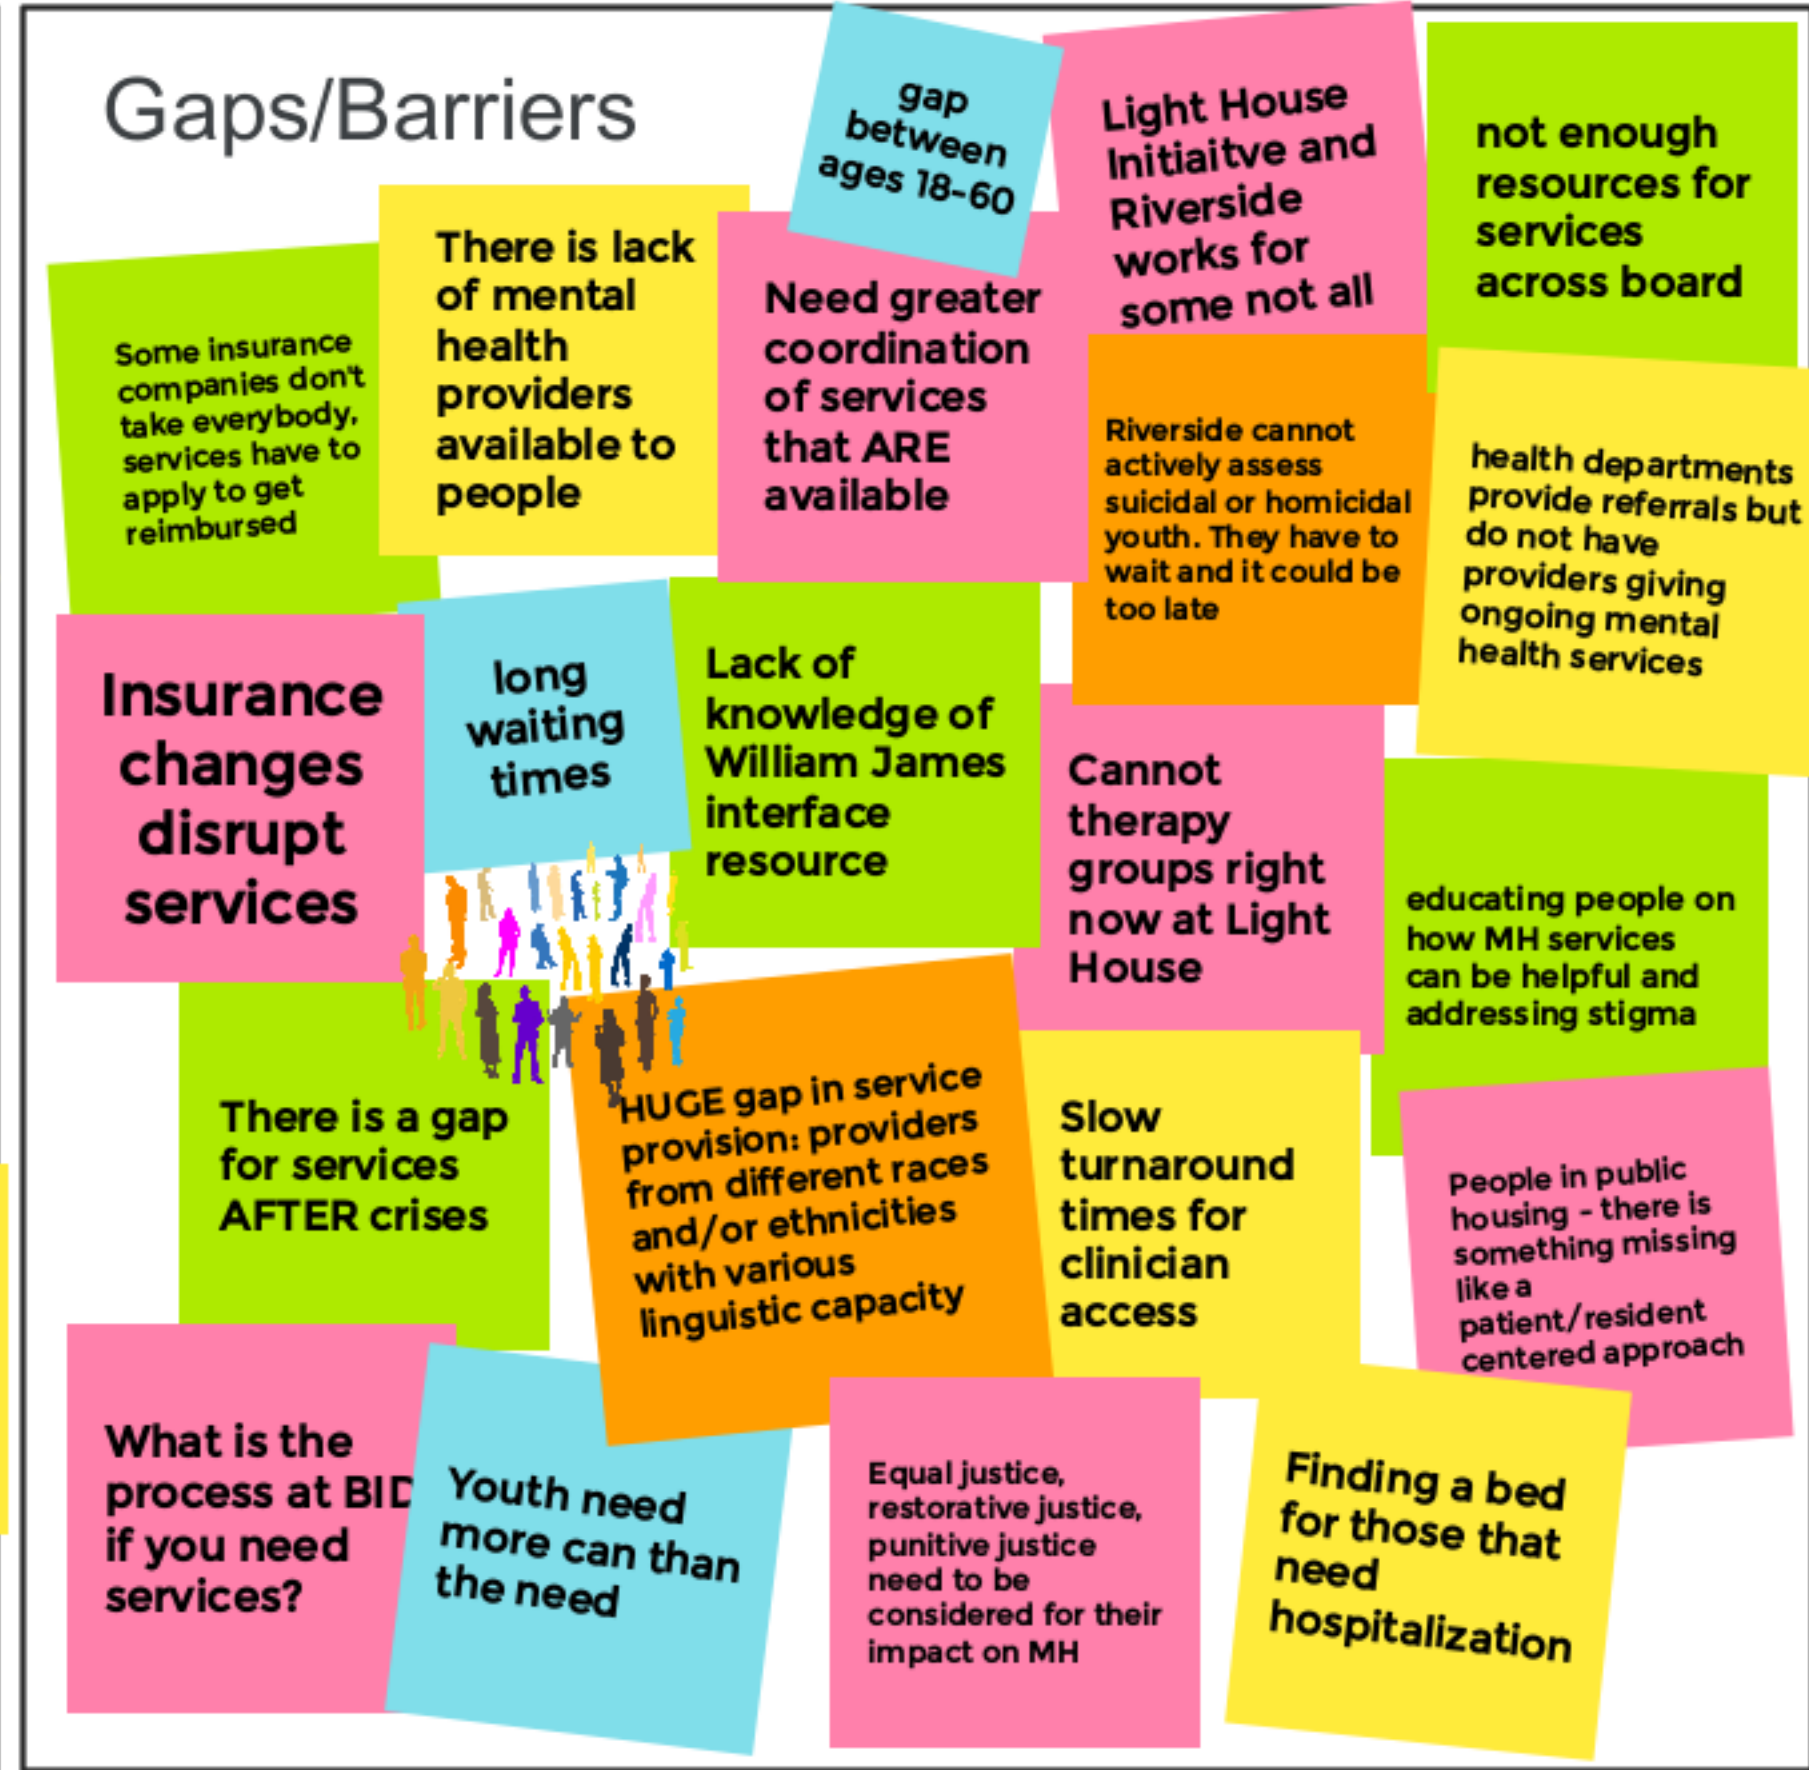 Gaps/Barriers
gap
between
ages 18-60
Light House
Initiaitve and
Riverside
works for
some not all
not enough
resources for
services
across board
Some insurance
companies don't
take everybody,
services have to
apply to get
reimbursed
There is lack
of mental
health
providers
available to
people
Need greater
coordination
of services
that ARE
available
Riverside cannot
actively assess
suicidal or homicidal
youth. They have to
wait and it could be
too late
health departments
provide referrals but
do not have
providers giving
ongoing mental
health services
Insurance
changes
disrupt
services
long
waiting
times
Lack of
knowledge of
William James
interface
resource
Cannot
therapy
groups right
now at Light
House
educating people on
how MH services
can be helpful and
addressing stigma
There is a gap
for services
AFTER crises
HUGE gap in service
provision: providers
from different races
and/or ethnicities
with various
linguistic capacity
Slow
turnaround
times for
clinician
access
People in public
housing - there is
something missing
like a
patient/resident
centered approach
What is the
process at BID
if you need
services?
Youth need
more can than
the need
Equal justice,
restorative justice,
punitive justice
need to be
considered for their
impact on MH
Finding a bed
for those that
need
hospitalization